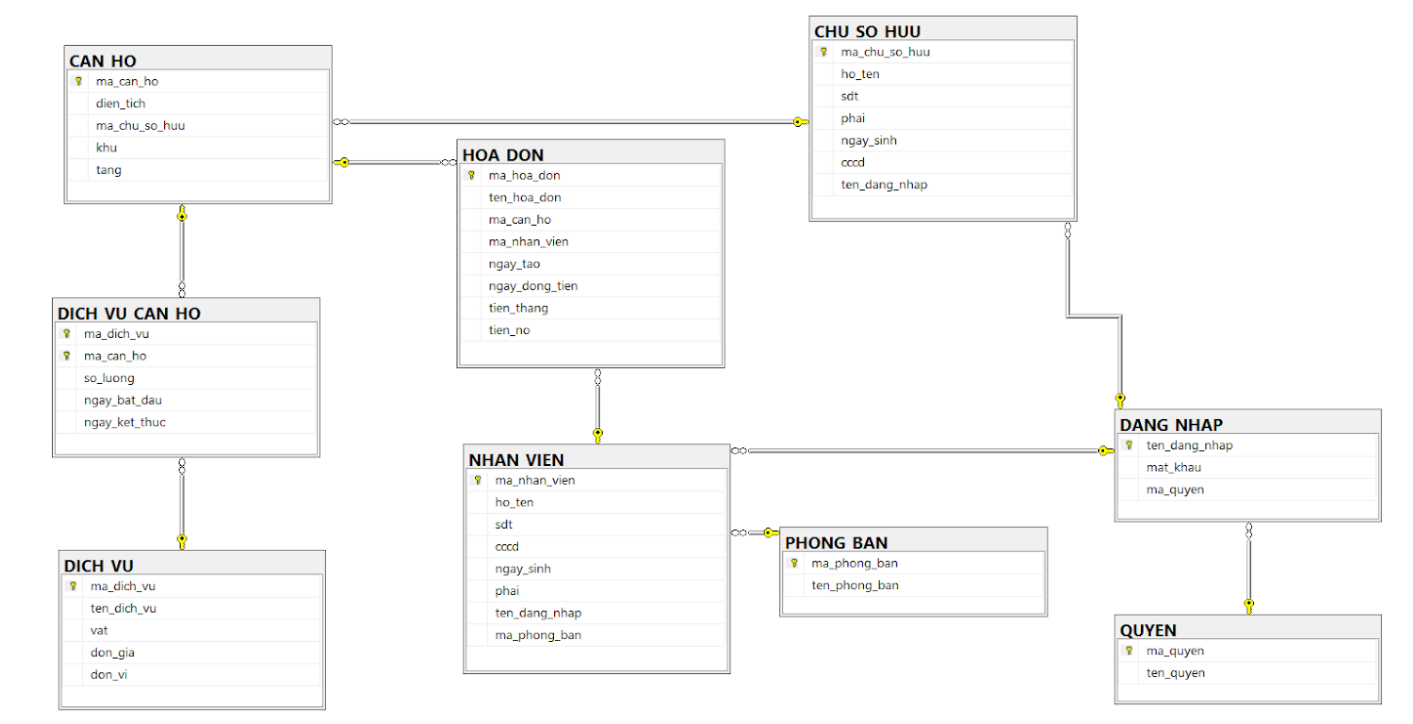 CAN HO
ma_can_ho
dien_tich
ma_chu_so_huu
khu
tang
HOA DON
ma_hoa_don
ten_hoa_don
ma_can_ho
ma_nhan_vien
ngay_tao
ngay_dong_tien
tien_thang
tien_no
CHU SO HUU
ma_chu_so_huu
ho_ten
sdt
phai
ngay_sinh
cccd
ten_dang_nhap
DICH VU CAN HO
ma_dich_vu
ma_can_ho
so_luong
ngay_bat_dau
ngay_ket_thuc
NHAN VIEN
ma_nhan_vien
ho_ten
sdt
cccd
ngay_sinh
phai
ten_dang_nhap
ma_phong_ban
DANG NHAP
ten_dang_nhap
mat_khau
ma_quyen
DICH VU
ma_dich_vu
ten_dich_vu
vat
don_gia
don_vi
PHONG BAN
ma_phong_ban
ten_phong_ban
QUYEN
ma_quyen
ten_quyen